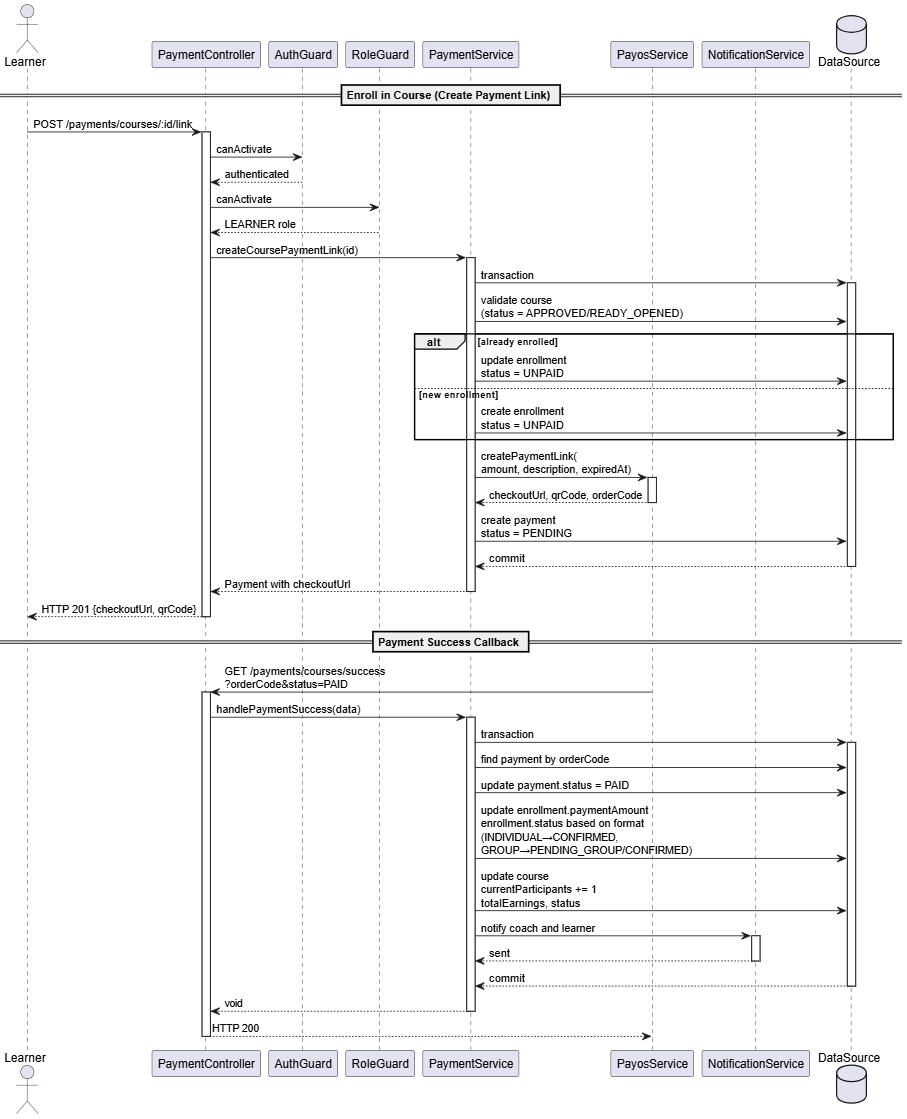 Learner
PaymentController
AuthGuard
RoleGuard
PaymentService
PayosService
NotificationService
DataSource
Enroll in Course (Create Payment Link)
POST /payments/courses/:id/link
canActivate
authenticated
canActivate
LEARNER role
createCoursePaymentLink(id)
transaction
validate course
(status = APPROVED/READY_OPENED)
alt
[already enrolled]
update enrollment
status = UNPAID
[new enrollment]
create enrollment
status = UNPAID
createPaymentLink(
amount, description, expiredAt)
checkoutUrl, qrCode, orderCode
create payment
status = PENDING
commit
Payment with checkoutUrl
HTTP 201 {checkoutUrl, qrCode}
Payment Success Callback
GET /payments/courses/success
?orderCode&status=PAID
handlePaymentSuccess(data)
transaction
find payment by orderCode
update payment.status = PAID
update enrollment.paymentAmount
enrollment.status based on format
(INDIVIDUAL→CONFIRMED,
GROUP→PENDING_GROUP/CONFIRMED)
update course
currentParticipants += 1
totalEarnings, status
notify coach and learner
sent
commit
void
HTTP 200
Learner
PaymentController
AuthGuard
RoleGuard
PaymentService
PayosService
NotificationService
DataSource